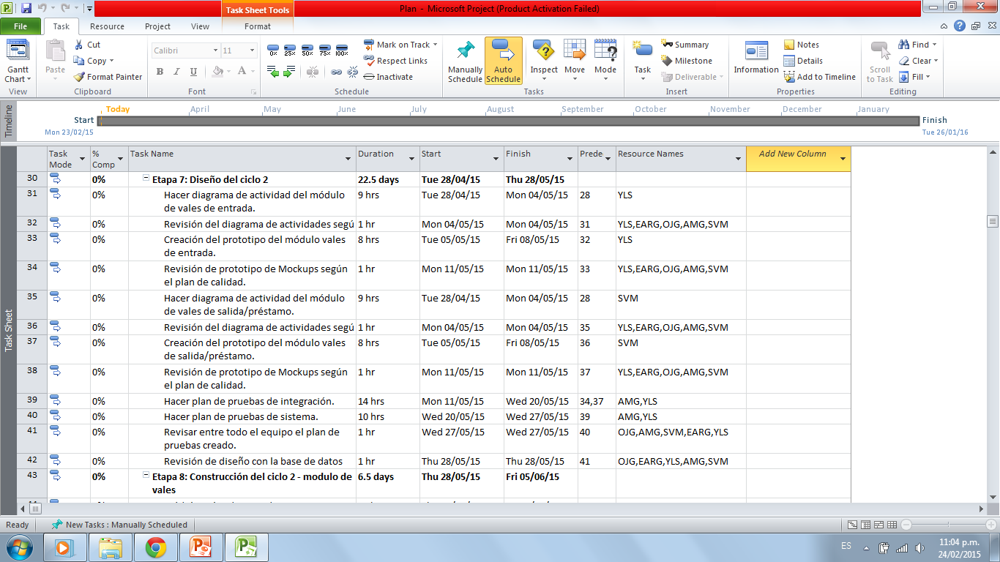 Task Sheet Tools
Plan - Microsoft Project (Product Activation Failed)
File Task Resource Project View Format
Gantt Chart
View
Paste
Cut
Copy
Format Painter
Clipboard
Calibri 11
B I U A
Font
0% 25% 50% 75% 100%
Mark on Track
Respect Links
Inactivate
Schedule
Manually Schedule
Auto Schedule
Inspect
Move
Mode
Tasks
Task
Summary
Milestone
Deliverable
Insert
Information
Notes
Details
Add to Timeline
Properties
Scroll to Task
Find
Clear
Fill
Editing
Timeline
Today April May June July August September October November December January
Start
Mon 23/02/15
Finish
Tue 26/01/16
Task Sheet
Task Mode % Comp Task Name Duration Start Finish Prede Resource Names Add New Column
30 0% Etapa 7: Diseño del ciclo 2 22.5 days Tue 28/04/15 Thu 28/05/15
31 0% Hacer diagrama de actividad del módulo 9 hrs Tue 28/04/15 Mon 04/05/15 28 YLS
de vales de entrada.
32 0% Revisión del diagrama de actividades segú 1 hr Mon 04/05/15 Mon 04/05/15 31 YLS,EARG,OJG,AMG,SVM
33 0% Creación del prototipo del módulo vales 8 hrs Tue 05/05/15 Fri 08/05/15 32 YLS
de entrada.
34 0% Revisión de prototipo de Mockups según 1 hr Mon 11/05/15 Mon 11/05/15 33 YLS,EARG,OJG,AMG,SVM
el plan de calidad.
35 0% Hacer diagrama de actividad del módulo 9 hrs Tue 28/04/15 Mon 04/05/15 28 SVM
de vales de salida/préstamo.
36 0% Revisión del diagrama de actividades segú 1 hr Mon 04/05/15 Mon 04/05/15 35 YLS,EARG,OJG,AMG,SVM
37 0% Creación del prototipo del módulo vales 8 hrs Tue 05/05/15 Fri 08/05/15 36 SVM
de salida/préstamo.
38 0% Revisión de prototipo de Mockups según 1 hr Mon 11/05/15 Mon 11/05/15 37 YLS,EARG,OJG,AMG,SVM
el plan de calidad.
39 0% Hacer plan de pruebas de integración. 14 hrs Mon 11/05/15 Wed 20/05/15 34,37 AMG,YLS
40 0% Hacer plan de pruebas de sistema. 10 hrs Wed 20/05/15 Wed 27/05/15 39 AMG,YLS
41 0% Revisar entre todo el equipo el plan de 1 hr Wed 27/05/15 Wed 27/05/15 40 OJG,AMG,SVM,EARG,YLS
pruebas creado.
42 0% Revisión de diseño con la base de datos 1 hr Thu 28/05/15 Thu 28/05/15 41 OJG,EARG,YLS,AMG,SVM
43 0% Etapa 8: Construcción del ciclo 2 - modulo de 6.5 days Thu 28/05/15 Fri 05/06/15
vales
Ready New Tasks : Manually Scheduled
ES
11:04 p.m.
24/02/2015